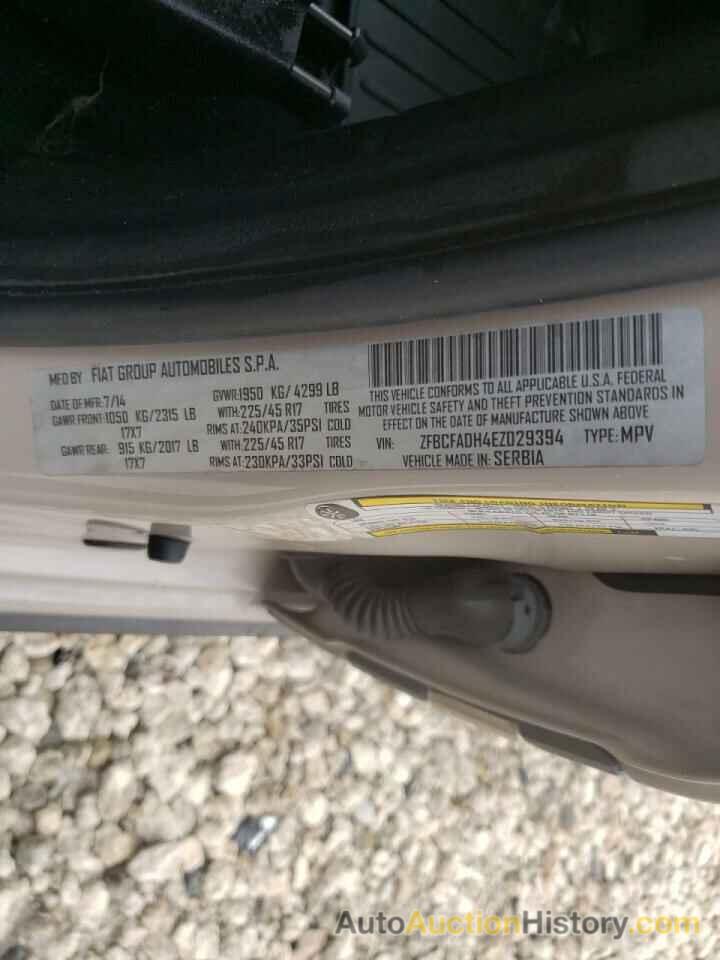 MFD BY FIAT GROUP AUTOMOBILES S.P.A.
DATE OF MFR: 7/14 GVWR: 1950 KG/ 4299 LB
GAWR FRONT: 1050 KG/2315 LB WITH: 225/45 R17 TIRES
17X7 RIMS AT: 240KPA/35PSI COLD
GAWR REAR: 915 KG/2017 LB WITH: 225/45 R17 TIRES
17X7 RIMS AT: 230KPA/33PSI COLD
THIS VEHICLE CONFORMS TO ALL APPLICABLE U.S.A. FEDERAL
MOTOR VEHICLE SAFETY AND THEFT PREVENTION STANDARDS IN
EFFECT ON THE DATE OF MANUFACTURE SHOWN ABOVE.
VIN: ZFBCFADH4EZ029394 TYPE: MPV
VEHICLE MADE IN: SERBIA
TIRE AND LOADING INFORMATION
AutoAuctionHistory.com